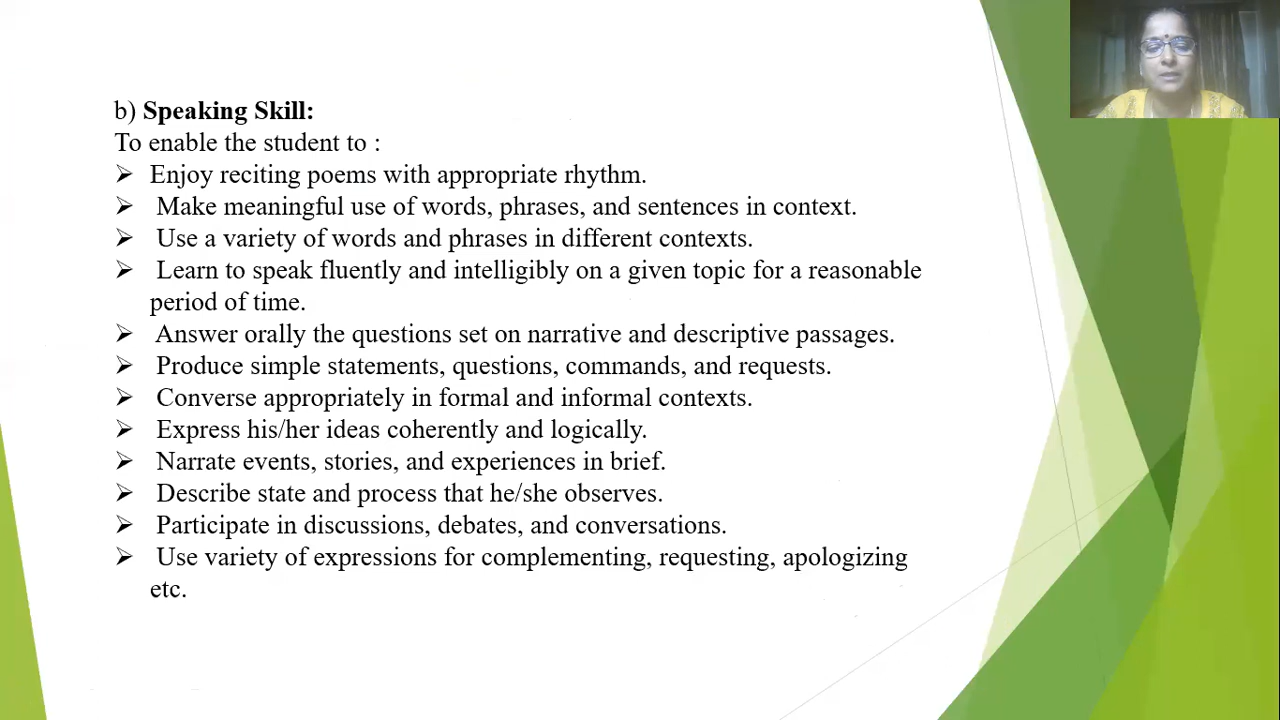 b) Speaking Skill:
To enable the student to :
➢ Enjoy reciting poems with appropriate rhythm.
➢ Make meaningful use of words, phrases, and sentences in context.
➢ Use a variety of words and phrases in different contexts.
➢ Learn to speak fluently and intelligibly on a given topic for a reasonable
period of time.
➢ Answer orally the questions set on narrative and descriptive passages.
➢ Produce simple statements, questions, commands, and requests.
➢ Converse appropriately in formal and informal contexts.
➢ Express his/her ideas coherently and logically.
➢ Narrate events, stories, and experiences in brief.
➢ Describe state and process that he/she observes.
➢ Participate in discussions, debates, and conversations.
➢ Use variety of expressions for complementing, requesting, apologizing
etc.